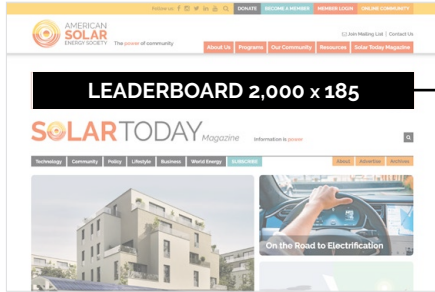 Follow us:
DONATE
BECOME A MEMBER
MEMBER LOGIN
ONLINE COMMUNITY
AMERICAN
SOLAR
ENERGY SOCIETY
The power of community
Join Mailing List | Contact Us
About Us
Programs
Our Community
Resources
Solar Today Magazine
LEADERBOARD 2,000 x 185
SOLARTODAY Magazine
Information is power
Technology
Community
Policy
Lifestyle
Business
World Energy
SUBSCRIBE
About
Advertise
Archives
On the Road to Electrification